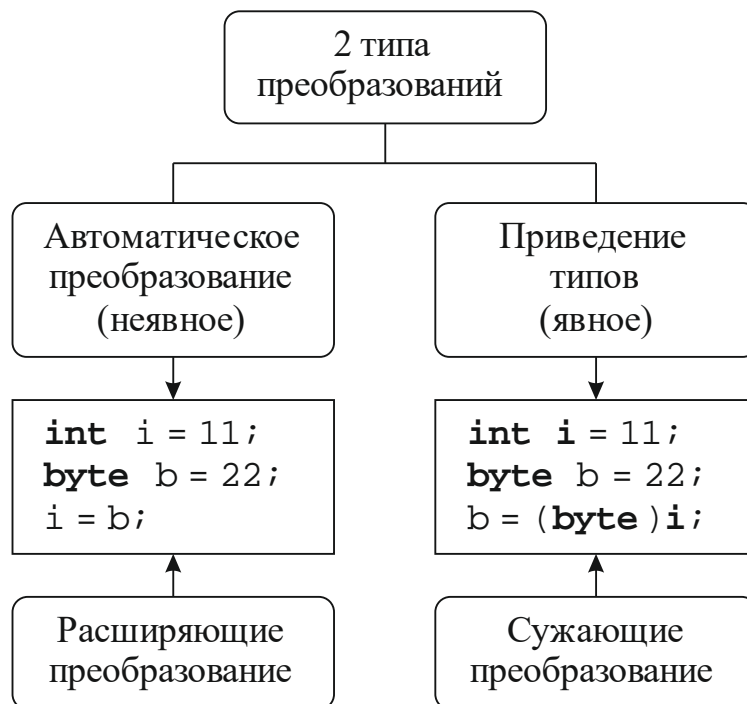 2 типа
преобразований
Автоматическое
преобразование
(неявное)
Приведение
типов
(явное)
int i = 11;
byte b = 22;
i = b;
int i = 11;
byte b = 22;
b = (byte)i;
Расширяющие
преобразование
Сужающие
преобразование